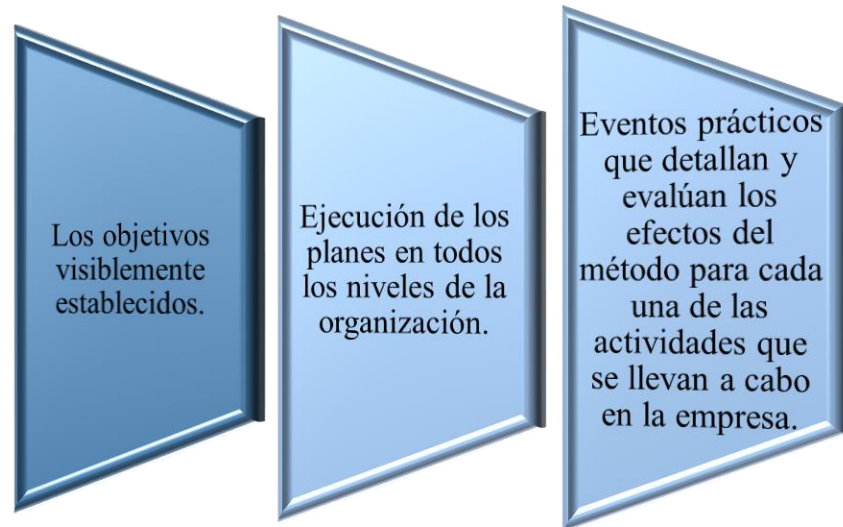 Los objetivos
visiblemente
establecidos.
Ejecución de los
planes en todos
los niveles de la
organización.
Eventos prácticos
que detallan y
evalúan los
efectos del
método para cada
una de las
actividades que
se llevan a cabo
en la empresa.